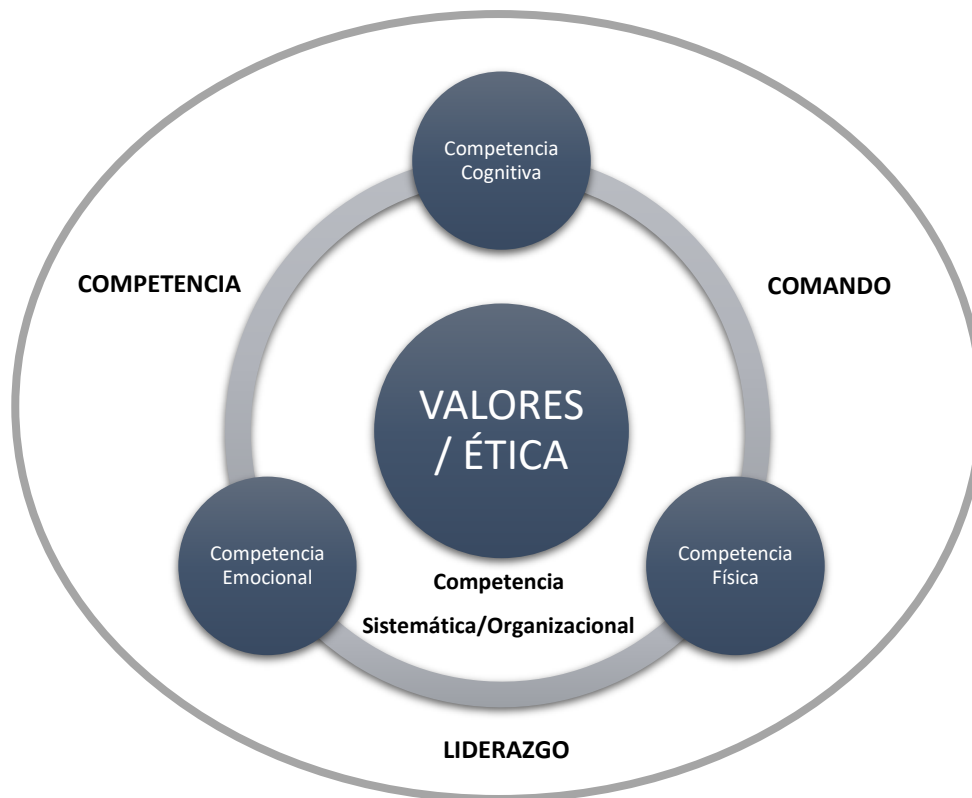 Competencia
Cognitiva
COMPETENCIA
COMANDO
VALORES
/ ÉTICA
Competencia
Emocional
Competencia
Física
Competencia
Sistemática/Organizacional
LIDERAZGO